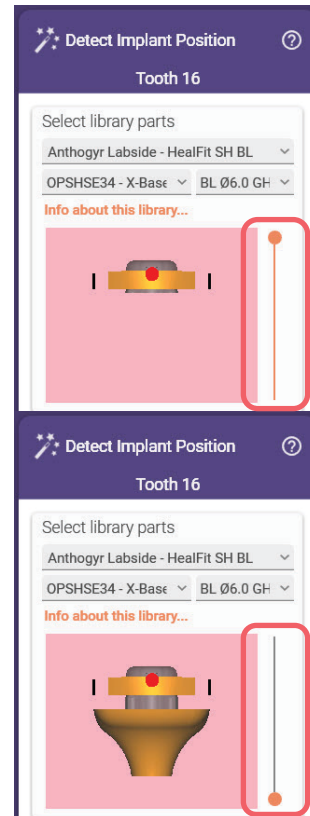 Detect Implant Position
Tooth 16
Select library parts
Anthogyr Labside - HealFit SH BL
OPSHSE34 - X-Base BL Ø6.0 GH
Info about this library...
Detect Implant Position
Tooth 16
Select library parts
Anthogyr Labside - HealFit SH BL
OPSHSE34 - X-Base BL Ø6.0 GH
Info about this library...